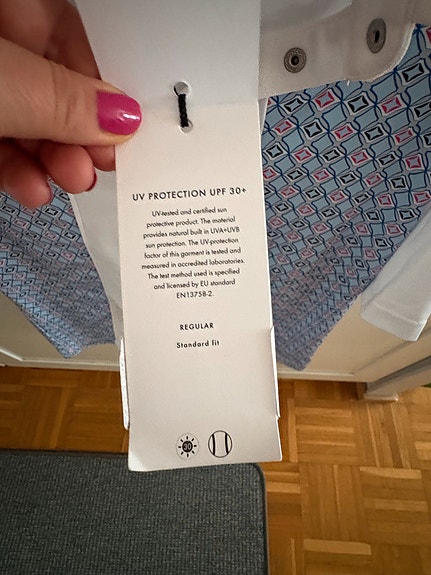 UV PROTECTION UPF 30+
UV-tested and certified sun
protective product. The material
provides natural built in UVA+UVB
sun protection. The UV-protection
factor of this garment is tested and
measured in accredited laboratories.
The test method used is specified
and licensed by EU standard
EN13758-2.
REGULAR
Standard fit
30